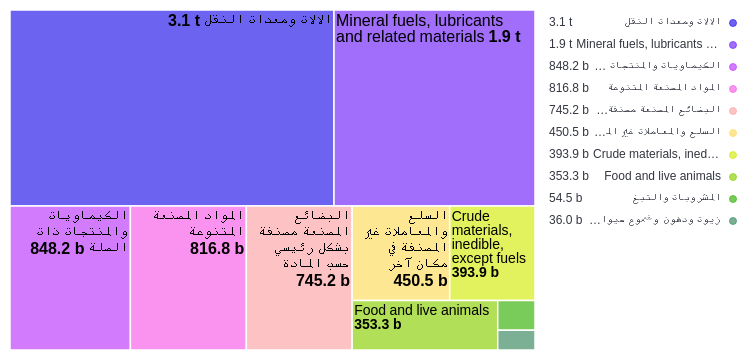 الالات ومعدات النقل 3.1 t
Mineral fuels, lubricants
and related materials 1.9 t
الكيماويات
والمنتجات ذات
الصلة 848.2 b
المواد المصنعة
المتنوعة
816.8 b
البضائع
المصنعة مصنفة
بشكل رئيسي
حسب المادة
745.2 b
السلع
والمعاملات غير
المصنفة في
مكان آخر
450.5 b
Crude
materials,
inedible,
except fuels
393.9 b
Food and live animals
353.3 b
3.1 t الالات ومعدات النقل
1.9 t Mineral fuels, lubricants ...
848.2 b الكيماويات والمنتجات ...
816.8 b المواد المصنعة المتنوعة
745.2 b البضائع المصنعة مصنفة...
450.5 b السلع والمعاملات غير الم...
393.9 b Crude materials, ined...
353.3 b Food and live animals
54.5 b المشروبات والتبغ
36.0 b زيوت ودهون وشموع حيوا...